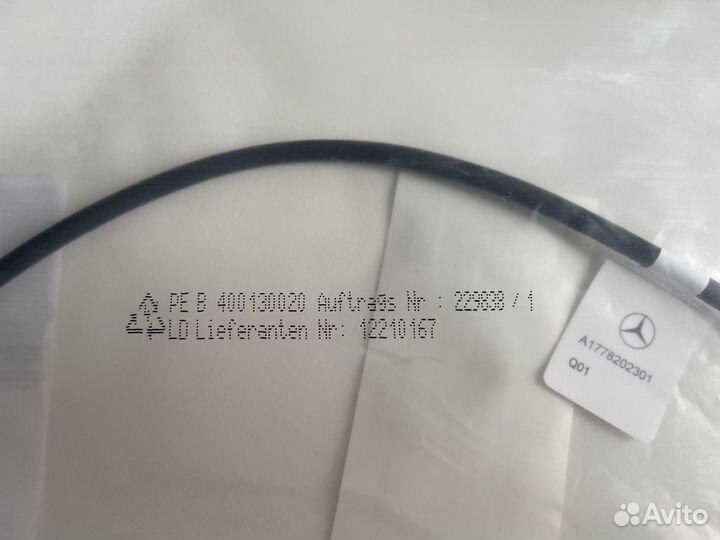 PE B 400130020 Auftrags Nr : 229838 / 1
LD Lieferanten Nr: 12210167
A1778202301
Q01
Avito